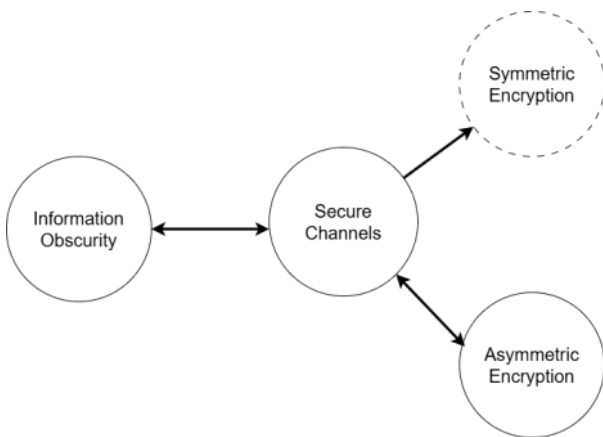 Symmetric
Encryption
Information
Obscurity
Secure
Channels
Asymmetric
Encryption